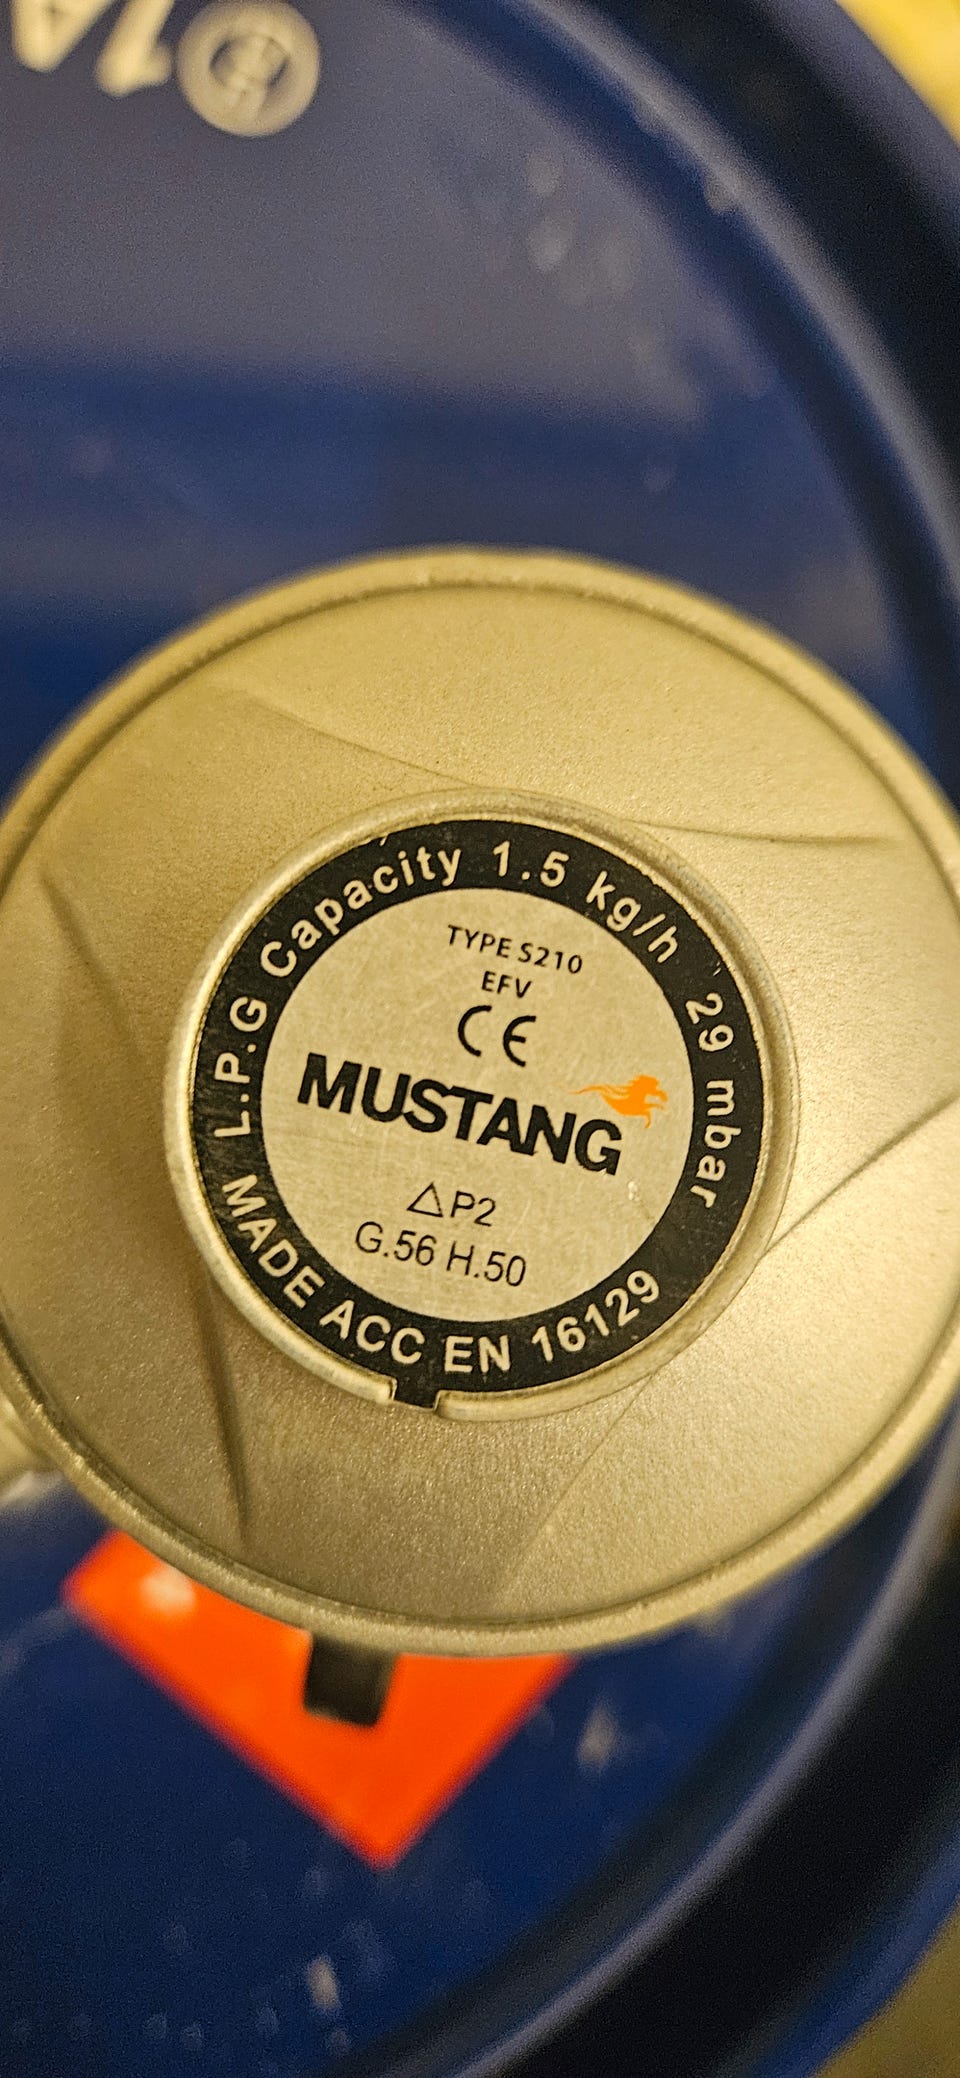 L.P.G Capacity 1.5 kg/h 29 mbar
TYPE S210
EFV
CE
MUSTANG
△P2
G.56 H.50
MADE ACC EN 16129